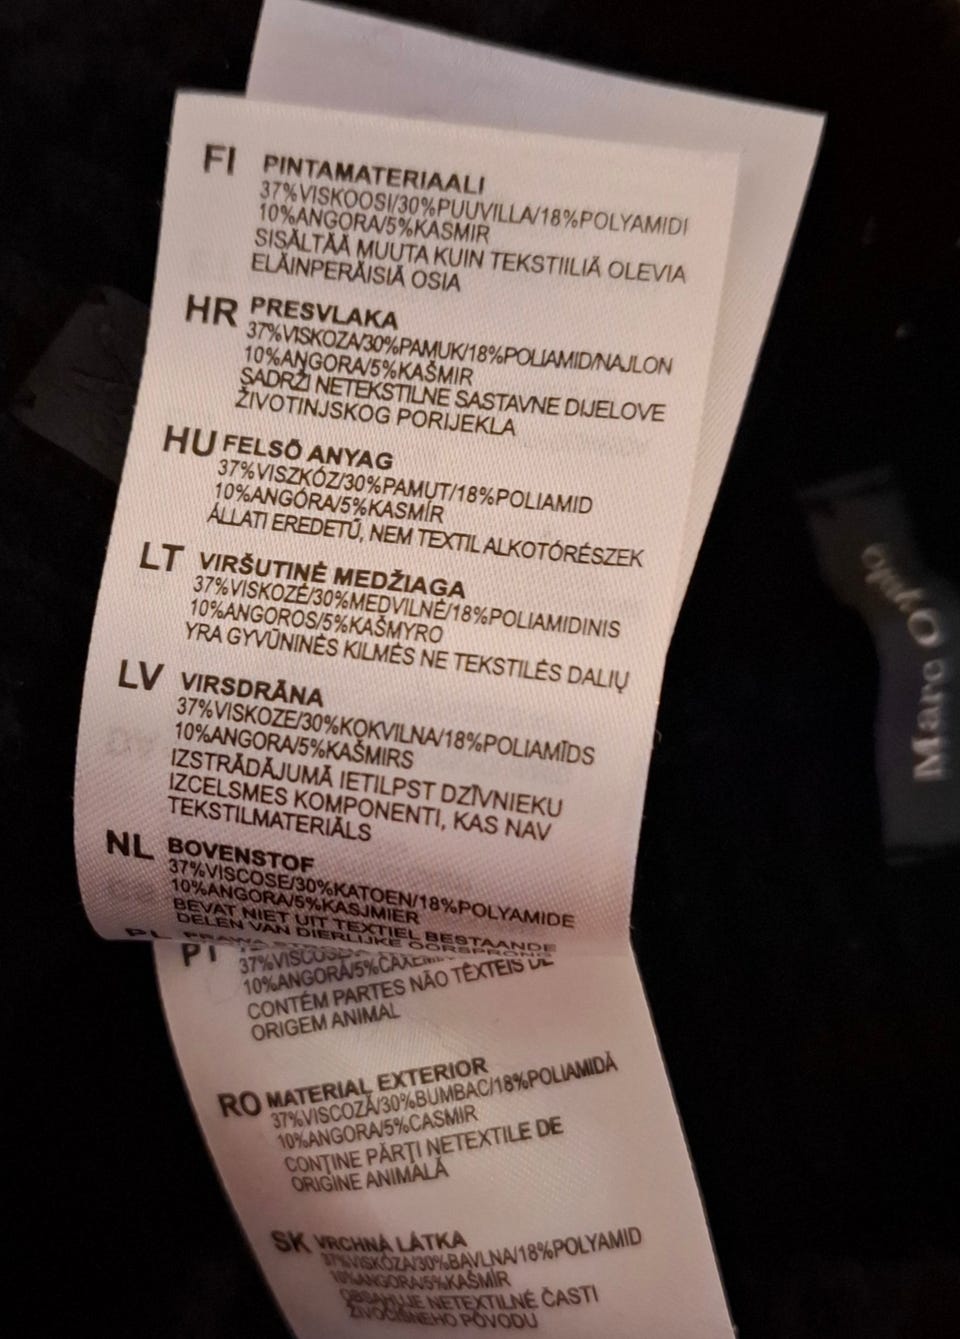 FI PINTAMATERIAALI
37%VISKOOSI/30%PUUVILLA/18%POLYAMIDI
10%ANGORA/5%KASMIR
SISÄLTÄÄ MUUTA KUIN TEKSTIILIÄ OLEVIA
ELÄINPERÄISIÄ OSIA
HR PRESVLAKA
37%VISKOZA/30%PAMUK/18%POLIAMID/NAJLON
10%ANGORA/5%KAŠMIR
SADRŽI NETEKSTILNE SASTAVNE DIJELOVE
ŽIVOTINJSKOG PORIJEKLA
HU FELSŐ ANYAG
37%VISZKÓZ/30%PAMUT/18%POLIAMID
10%ANGÓRA/5%KASMÍR
ÁLLATI EREDETŰ, NEM TEXTIL ALKOTÓRÉSZEK
LT VIRŠUTINĖ MEDŽIAGA
37%VISKOZĖ/30%MEDVILNĖ/18%POLIAMIDINIS
10%ANGOROS/5%KAŠMYRO
YRA GYVŪNINĖS KILMĖS NE TEKSTILĖS DALIŲ
LV VIRSDRĀNA
37%VISKOZE/30%KOKVILNA/18%POLIAMĪDS
10%ANGORA/5%KAŠMIRS
IZSTRĀDĀJUMĀ IETILPST DZĪVNIEKU
IZCELSMES KOMPONENTI, KAS NAV
TEKSTILMATERIĀLS
NL BOVENSTOF
37%VISCOSE/30%KATOEN/18%POLYAMIDE
10%ANGORA/5%KASJMIER
BEVAT NIET UIT TEXTIEL BESTAANDE
DELEN VAN DIERLIJKE OORSPRONG
PL PRAWA
PT
10%ANGORÁ/5%
CONTÉM PARTES NÃO TÊXTEIS DE
ORIGEM ANIMAL
RO MATERIAL EXTERIOR
37%VISCOZĂ/30%BUMBAC/18%POLIAMIDĂ
10%ANGORA/5%CASMIR
CONȚINE PĂRȚI NETEXTILE DE
ORIGINE ANIMALĂ
SK VRCHNÁ LÁTKA
37%VISKÓZA/30%BAVLNA/18%POLYAMID
10%ANGORA/5%KAŠMÍR
OBSAHUJE NETEXTILNÉ ČASTI
ŽIVOČÍŠNEHO PÔVODU
Marc O'Polo